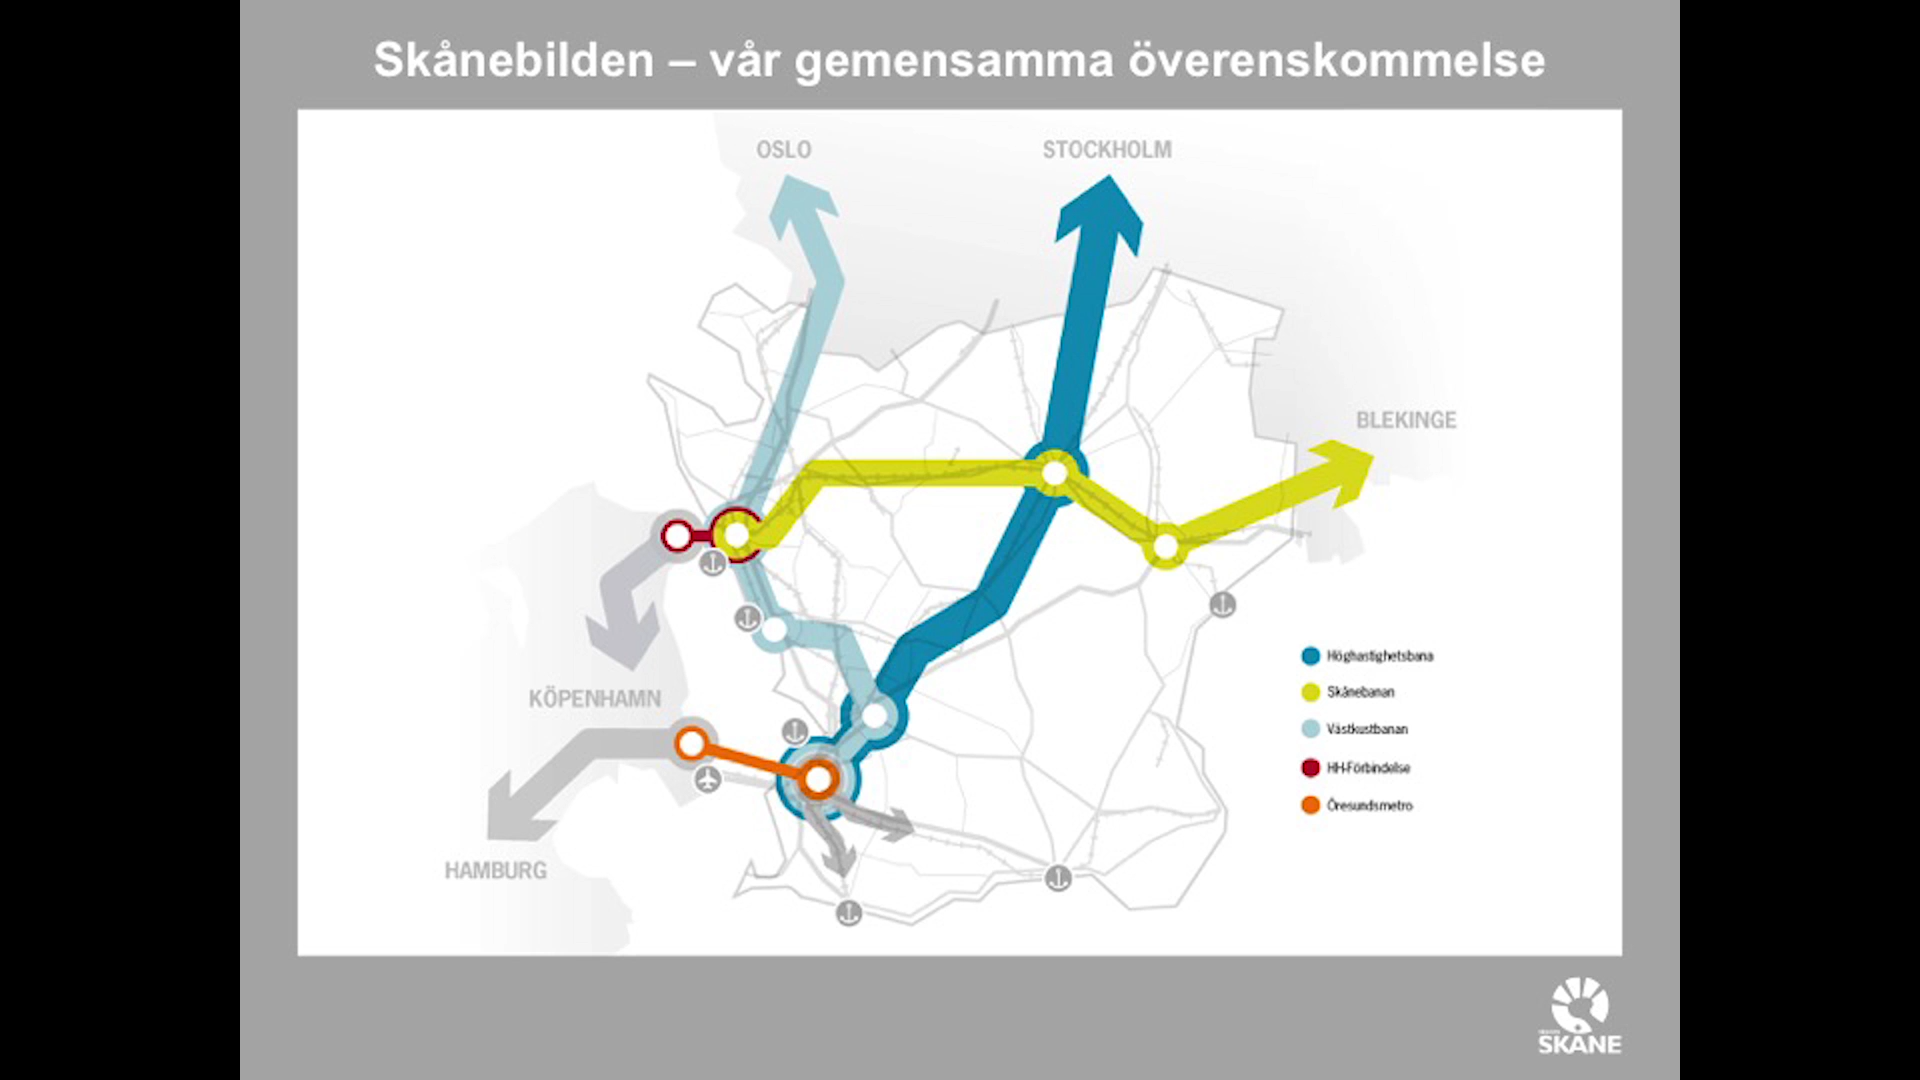 Skånebilden – vår gemensamma överenskommelse
OSLO
STOCKHOLM
BLEKINGE
KÖPENHAMN
HAMBURG
Höghastighetsbana
Skånebanan
Västkustbanan
HH-Förbindelse
Öresundsmetro
SKÅNE